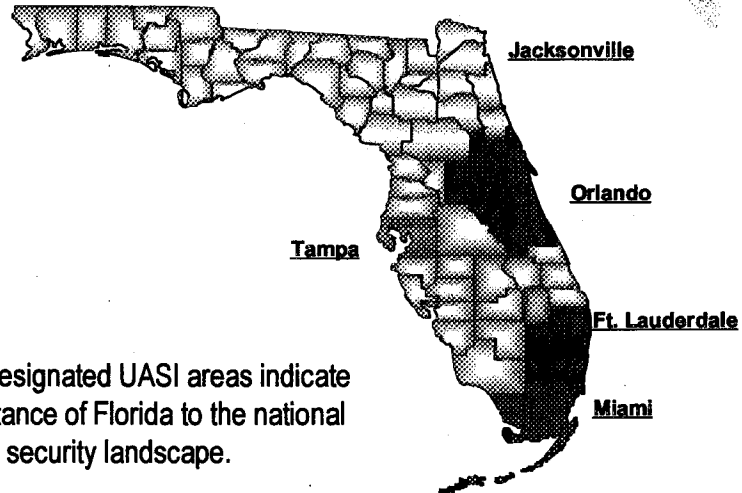 Jacksonville
Orlando
Tampa
Ft. Lauderdale
Miami
esignated UASI areas indicate
tance of Florida to the national
security landscape.